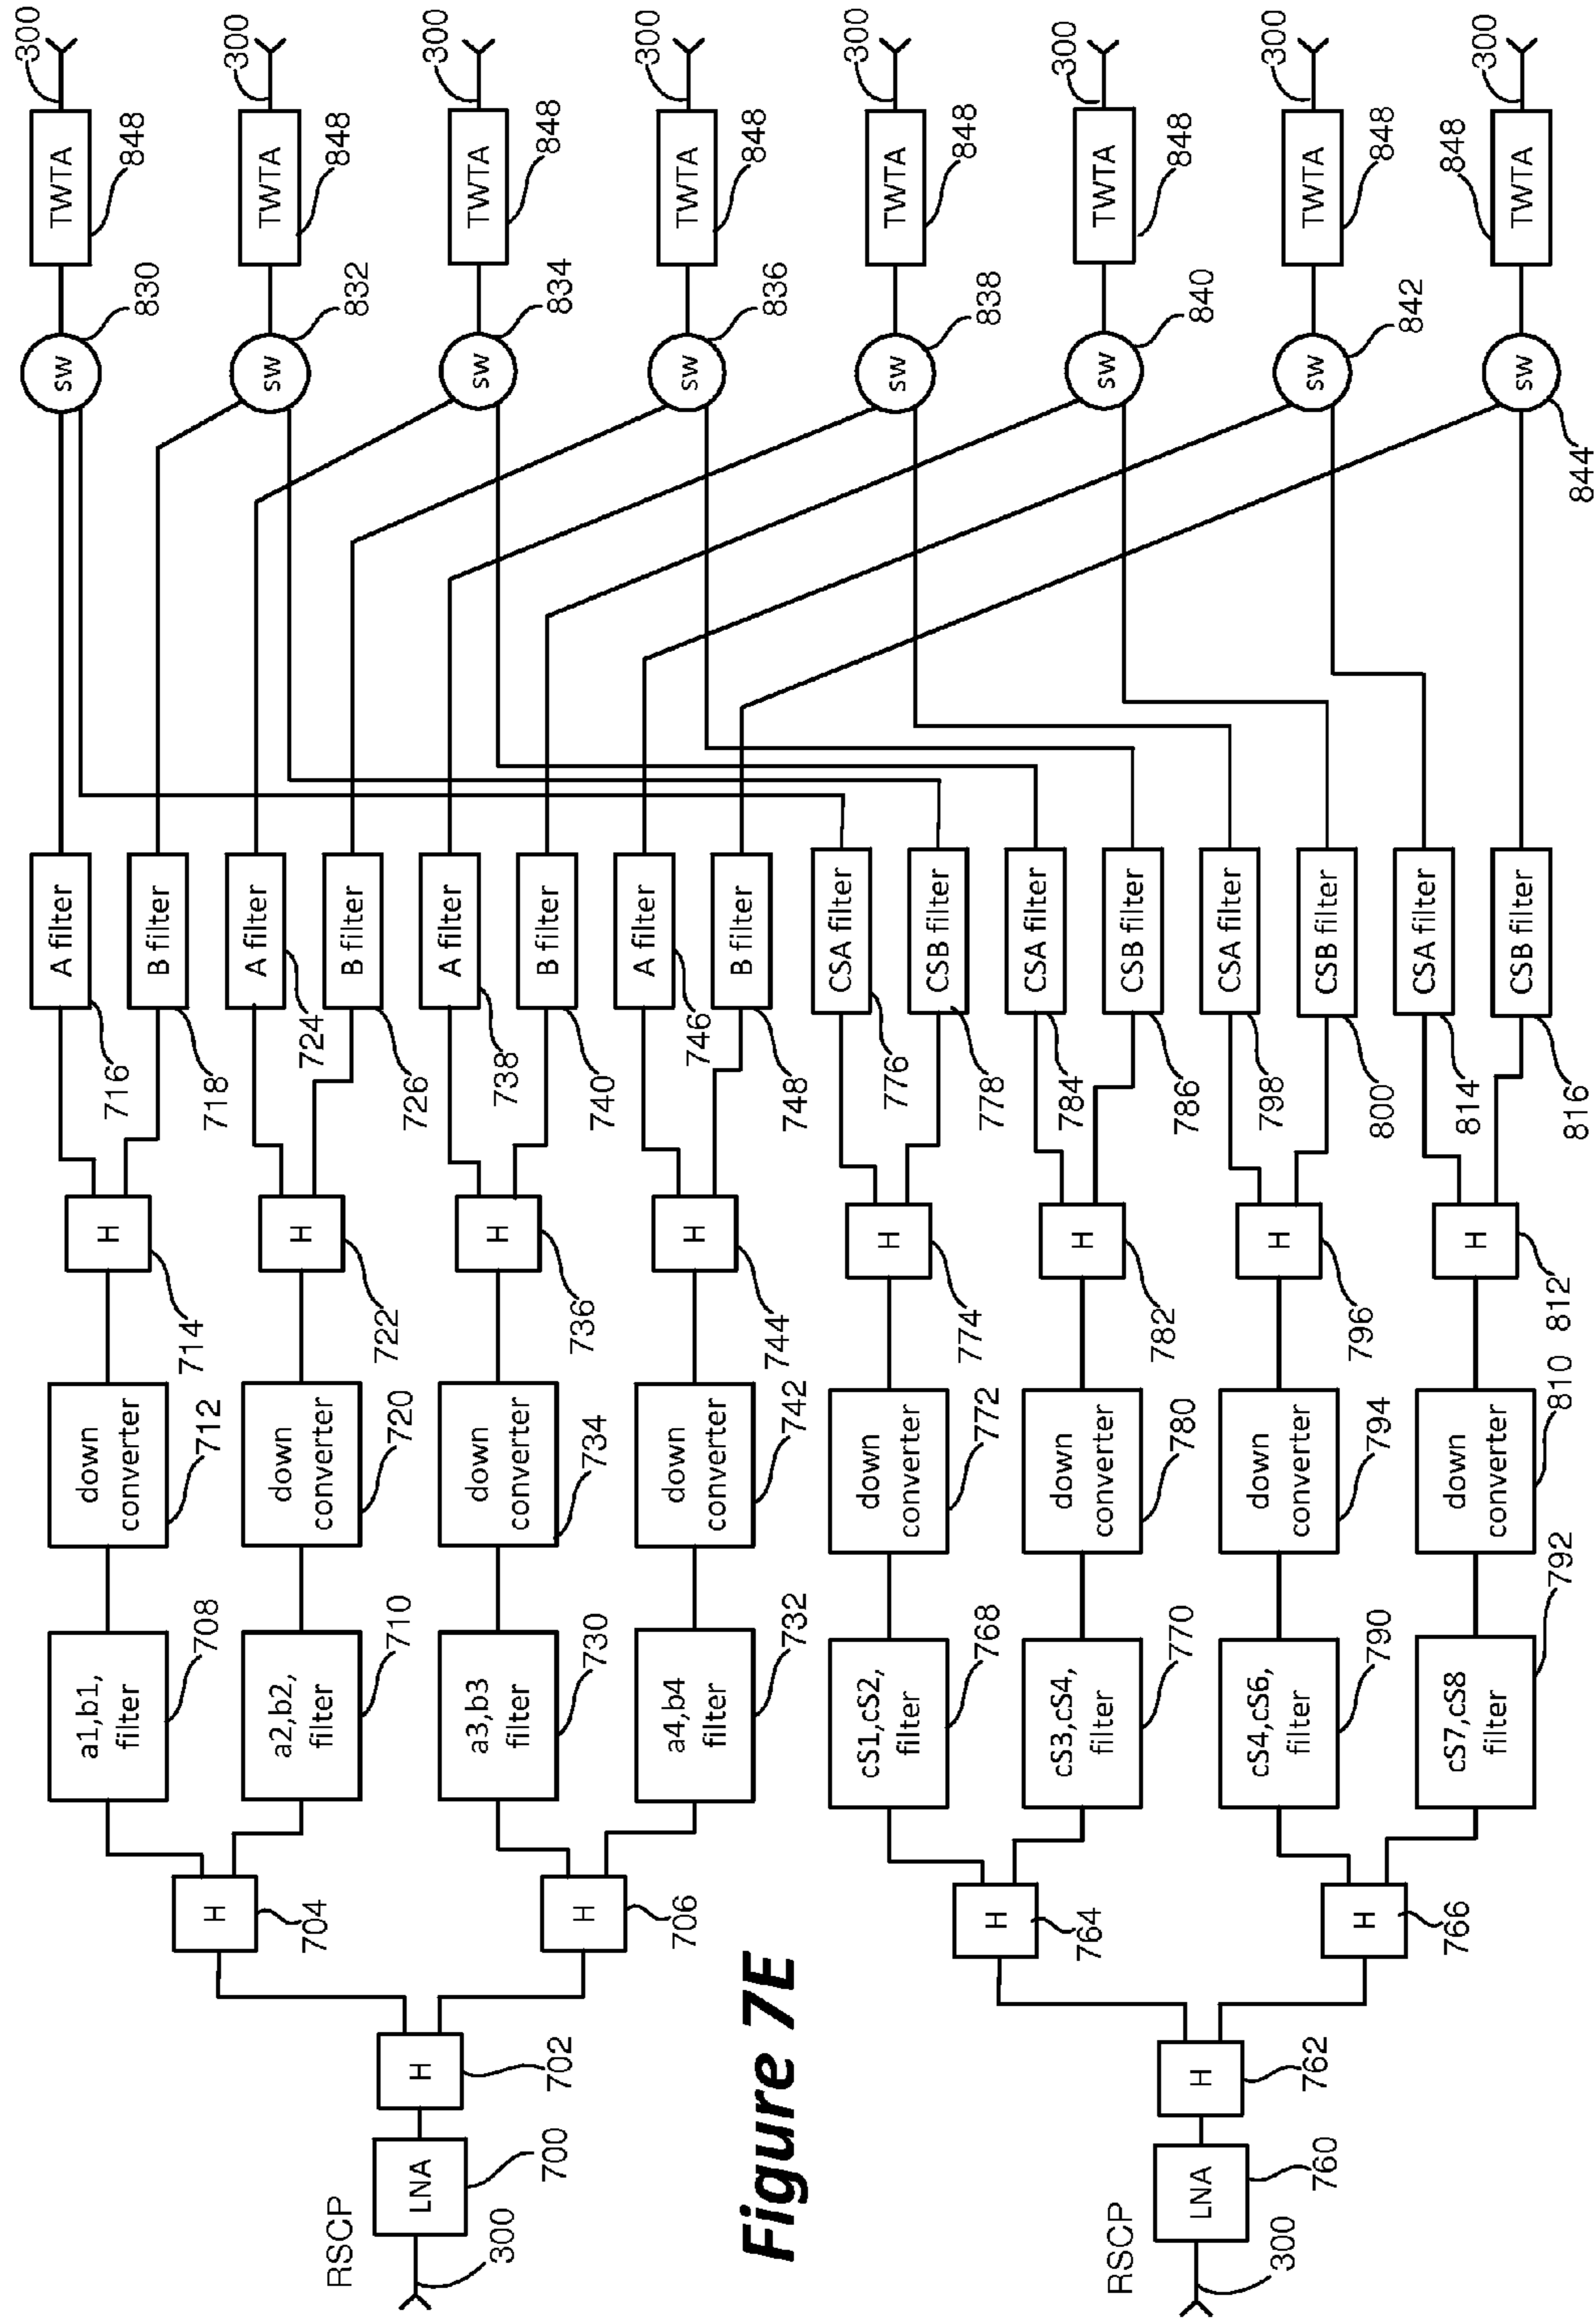 RSCP
300
LNA
700
H
702
H
704
H
706
a1,b1,
filter
708
down
converter
712
H
714
A filter
716
B filter
718
a2,b2,
filter
710
down
converter
720
H
722
A filter
724
B filter
726
a3,b3
filter
730
down
converter
734
H
736
A filter
738
B filter
740
a4,b4
filter
732
down
converter
742
H
744
A filter
746
B filter
748
sw
830
TWTA
848
300
sw
832
TWTA
848
300
sw
834
TWTA
848
300
sw
836
TWTA
848
300
Figure 7E
RSCP
300
LNA
760
H
762
H
764
H
766
cS1,cS2,
filter
768
down
converter
772
H
774
CSA filter
776
CSB filter
778
cS3,cS4,
filter
770
down
converter
780
H
782
CSA filter
784
CSB filter
786
cS4,cS6,
filter
790
down
converter
794
H
796
CSA filter
798
CSB filter
800
cS7,cS8
filter
792
down
converter
810
H
812
CSA filter
814
CSB filter
816
sw
838
TWTA
848
300
sw
840
TWTA
848
300
sw
842
TWTA
848
300
sw
844
TWTA
848
300